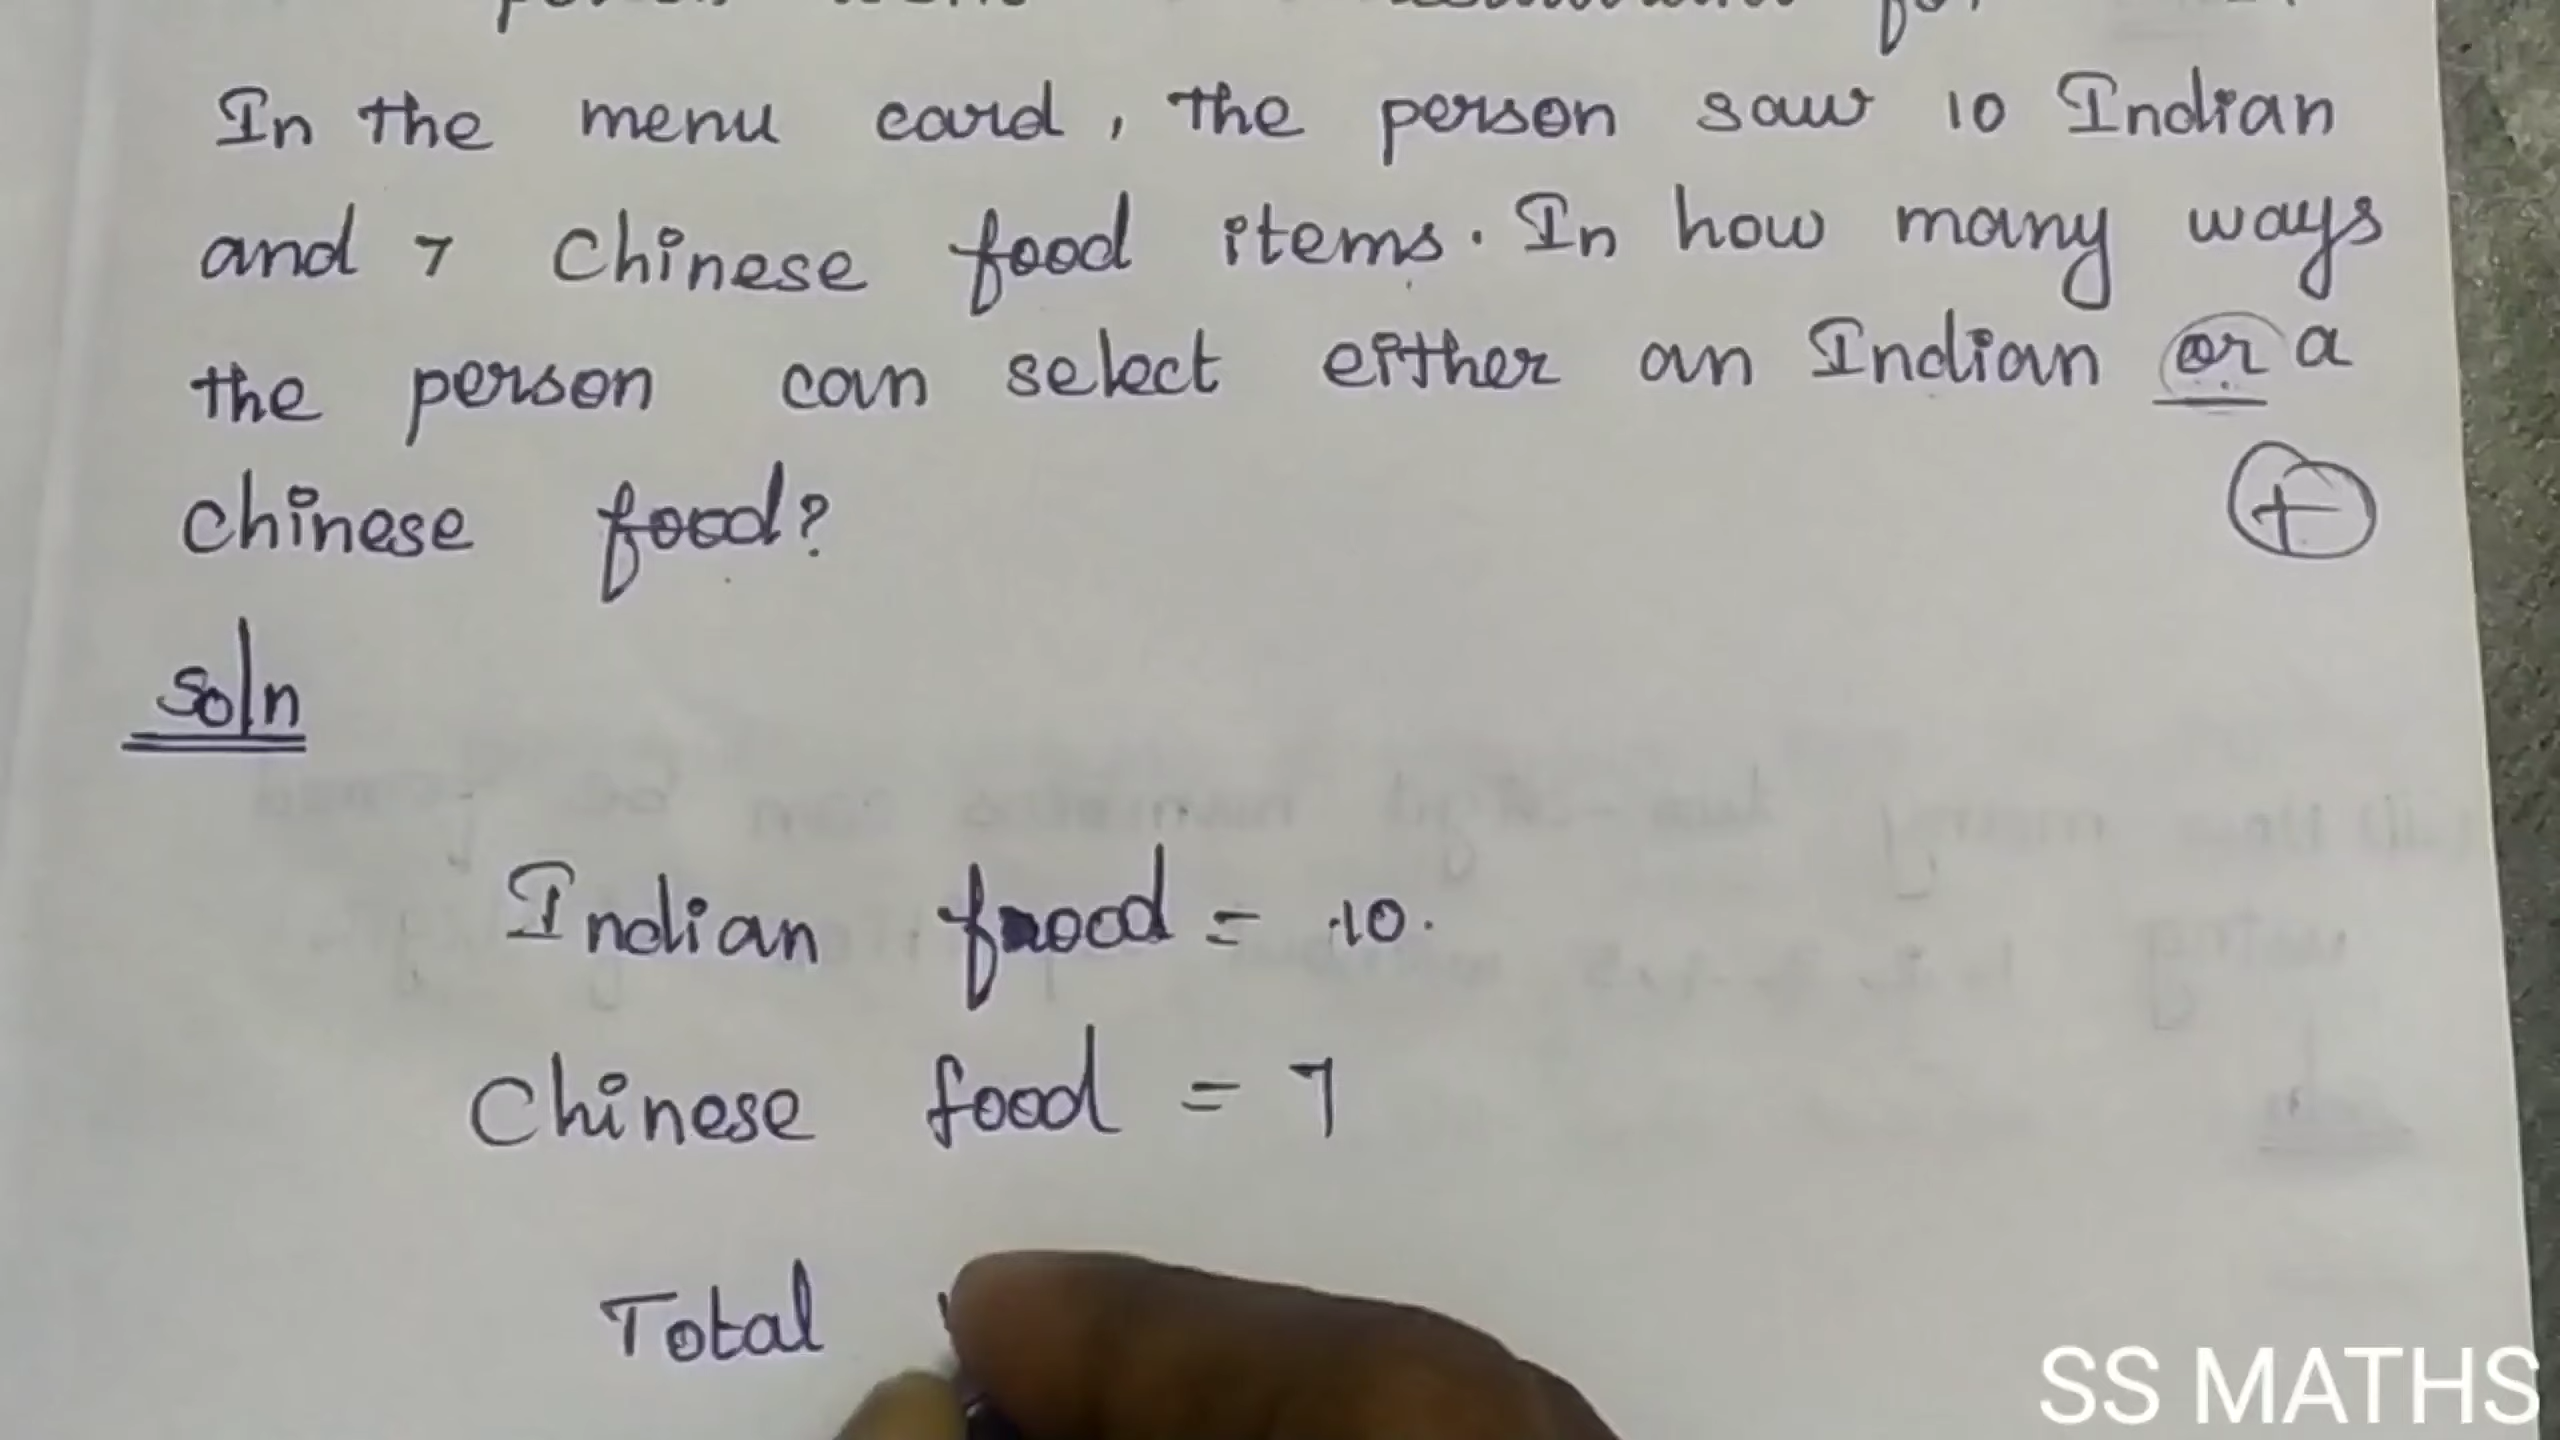 In the menu card, the person saw 10 Indian
and 7 Chinese food items. In how many ways
the person can select either an Indian or a
+
Chinese food?
Soln
Indian food = 10.
Chinese food = 7
Total
SS MATHS